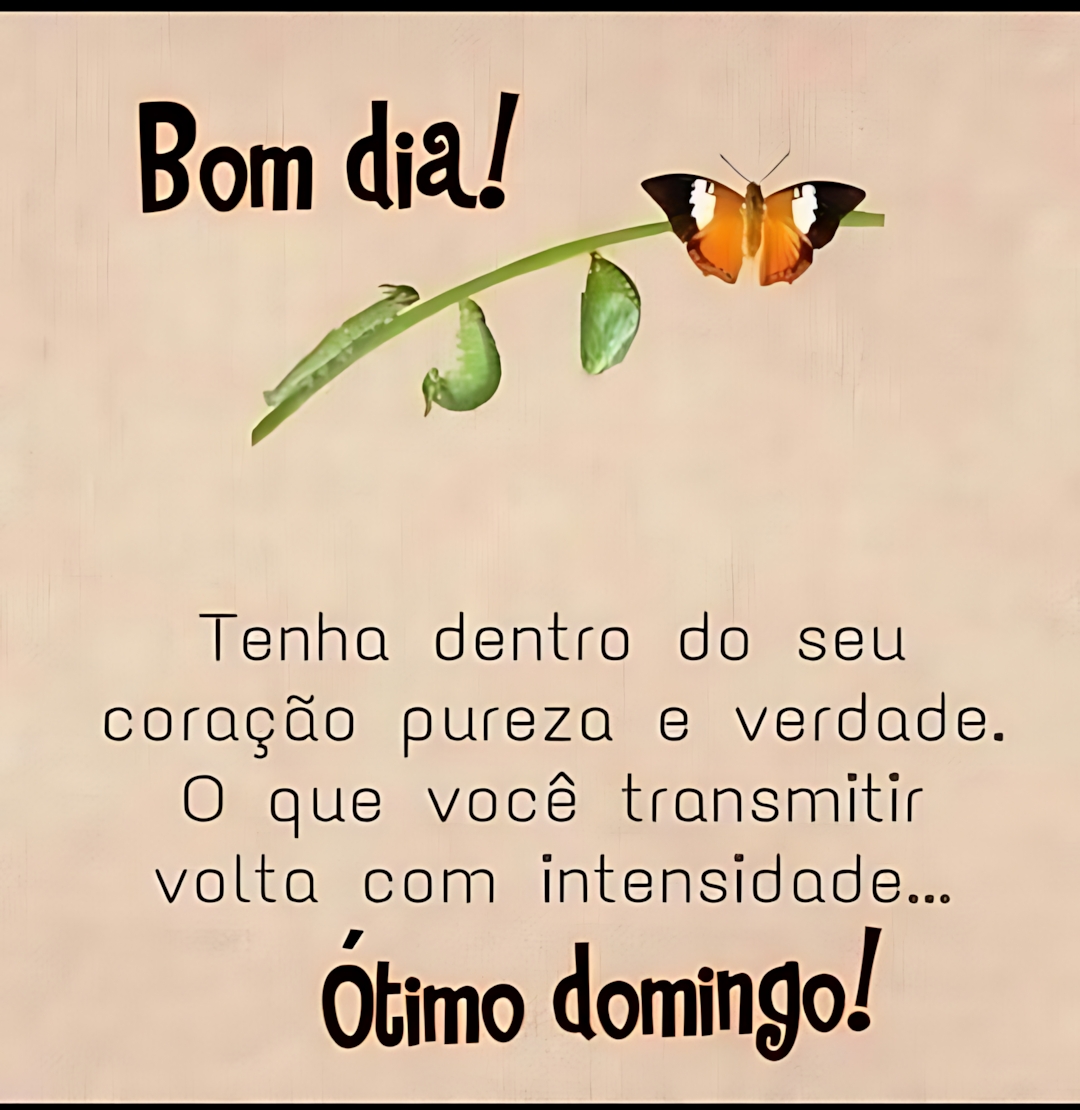 Bom dia!
Tenha dentro do seu
coração pureza e verdade.
O que você transmitir
volta com intensidade...
Ótimo domingo!